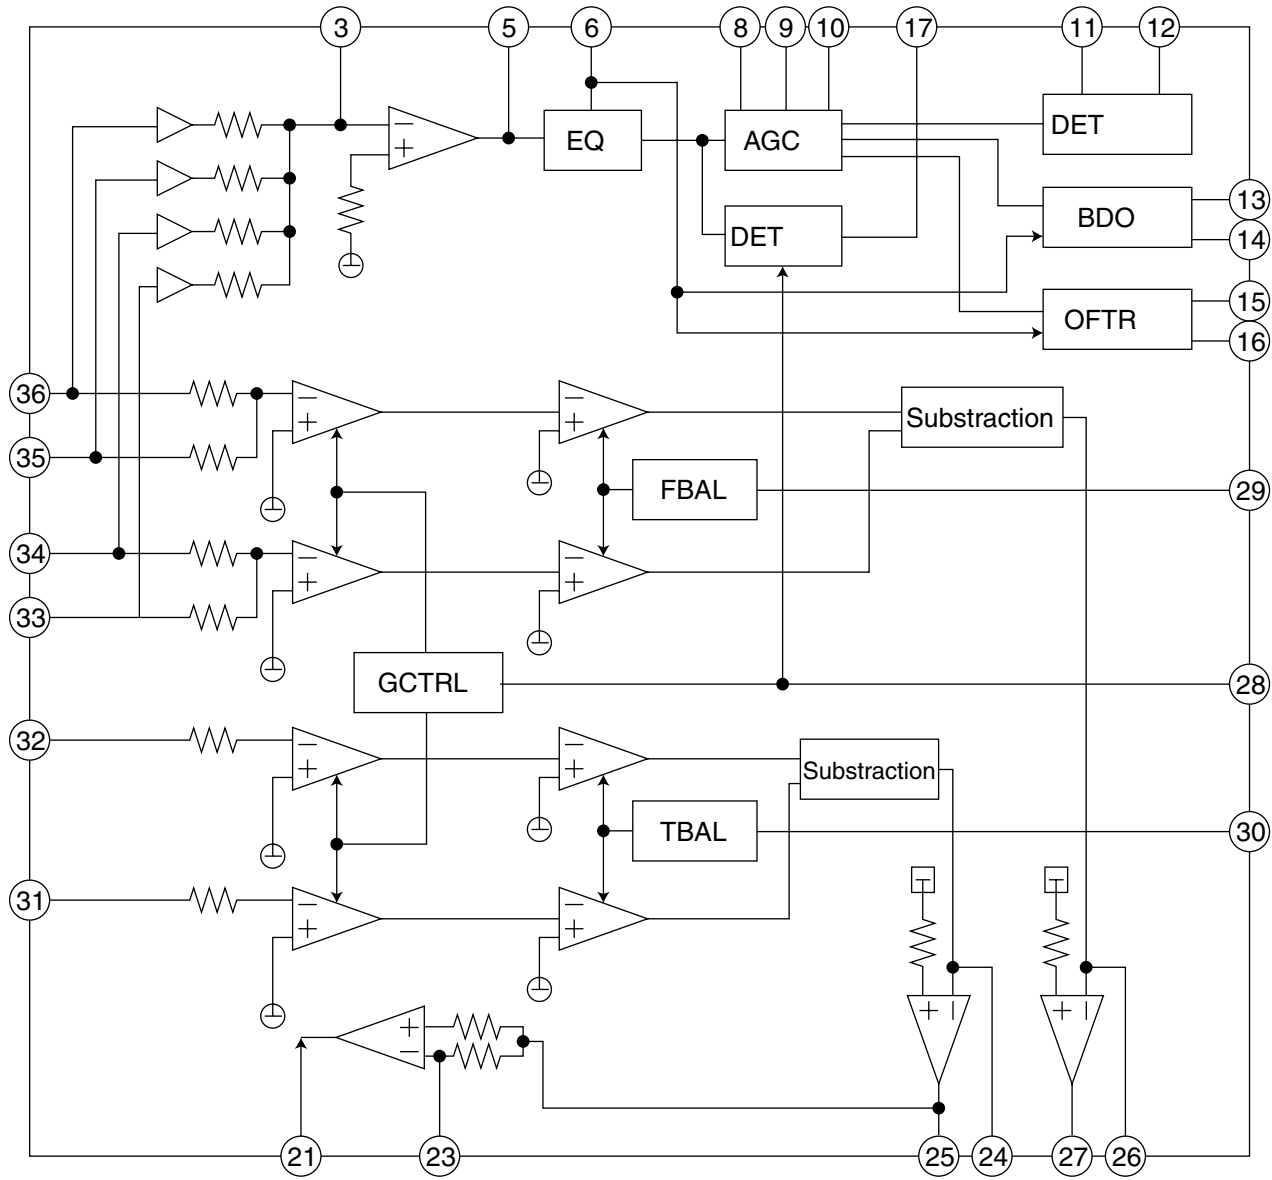 3 5 6 8 9 10 17 11 12
EQ
AGC
DET
DET
BDO
OFTR
13
14
15
16
36
35
34
33
32
31
Substraction
FBAL
29
GCTRL
28
Substraction
TBAL
30
21 23 25 24 27 26